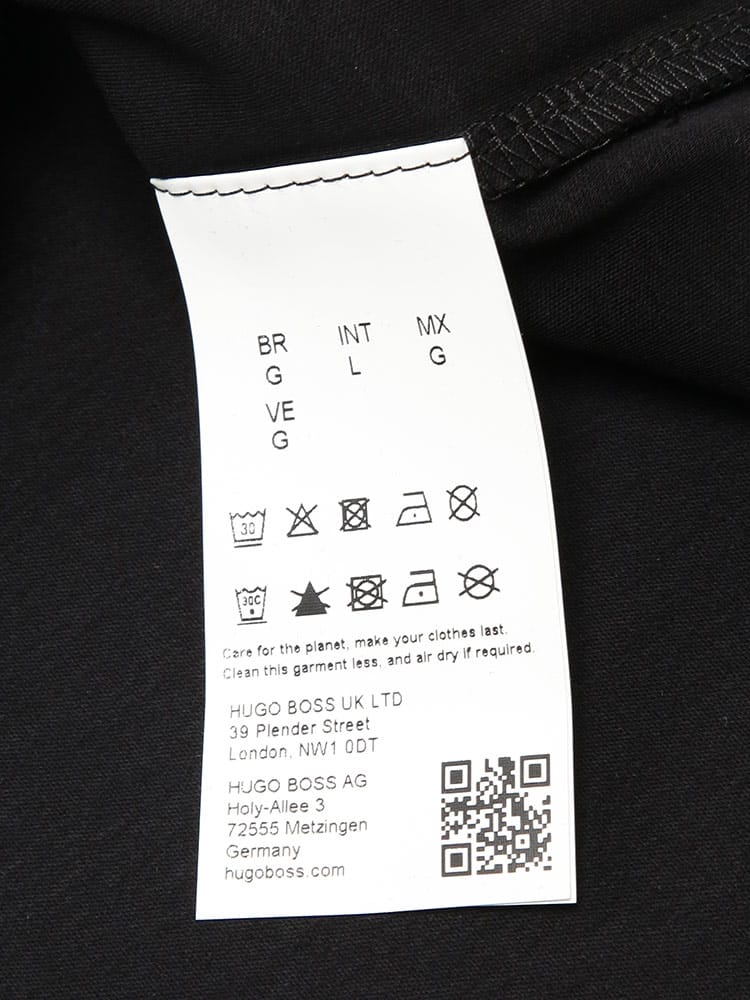 BR INT MX
G L G
VE
G
30
30C
Care for the planet, make your clothes last.
Clean this garment less, and air dry if required.
HUGO BOSS UK LTD
39 Plender Street
London, NW1 0DT
HUGO BOSS AG
Holy-Allee 3
72555 Metzingen
Germany
hugoboss.com